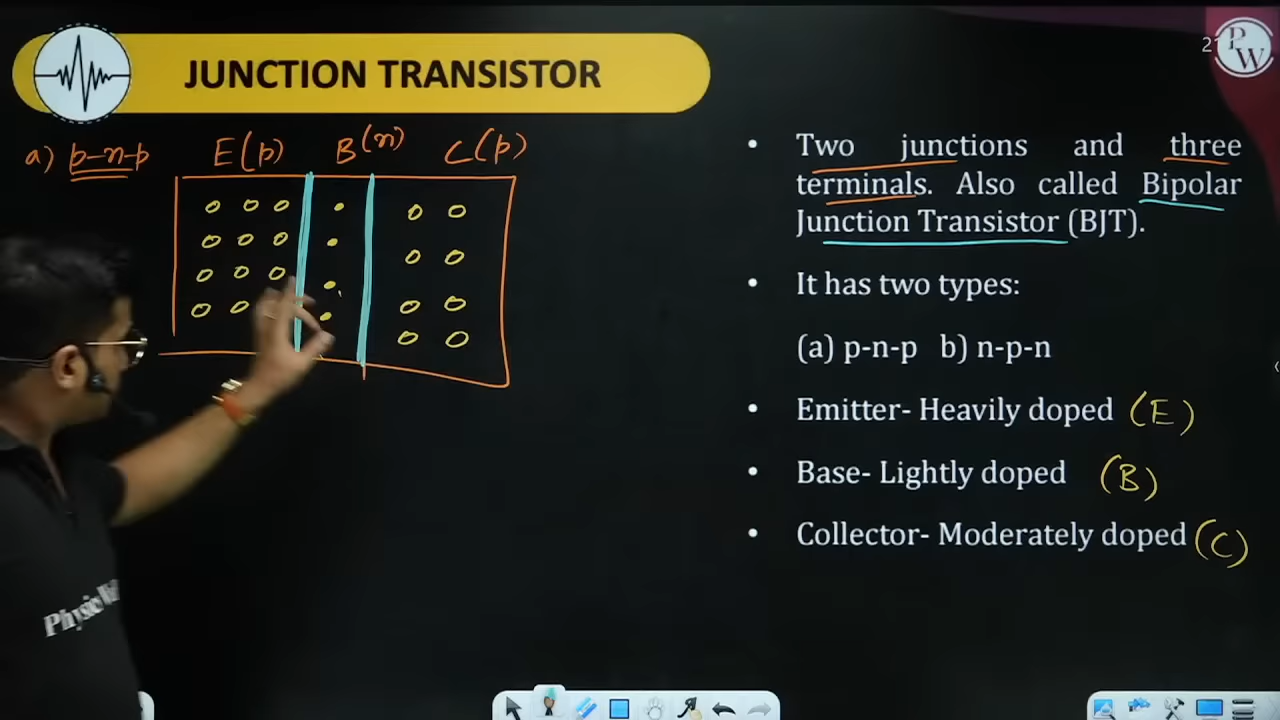 JUNCTION TRANSISTOR
PW
a) p-n-p E(p) B(n) C(p)
• Two junctions and three
terminals. Also called Bipolar
Junction Transistor (BJT).
• It has two types:
(a) p-n-p b) n-p-n
• Emitter- Heavily doped (E)
• Base- Lightly doped (B)
• Collector- Moderately doped (C)